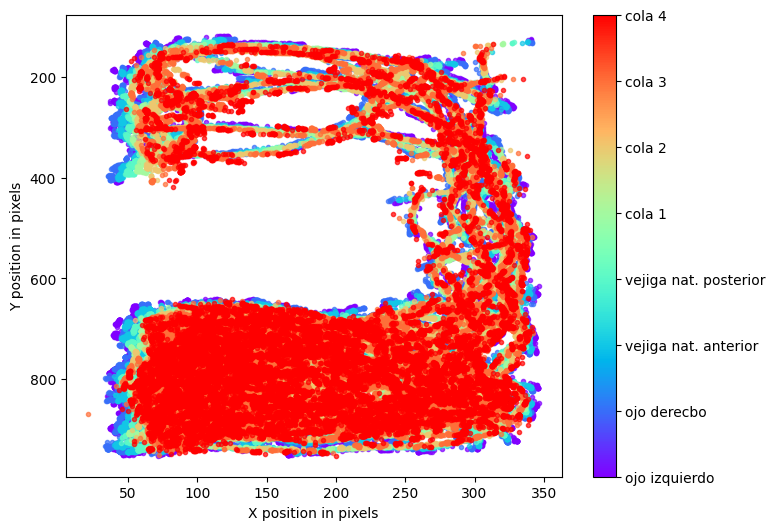 cola 4
200
cola 3
cola 2
400
cola 1
Y position in pixels
600
vejiga nat. posterior
vejiga nat. anterior
800
ojo derecbo
ojo izquierdo
50 100 150 200 250 300 350
X position in pixels